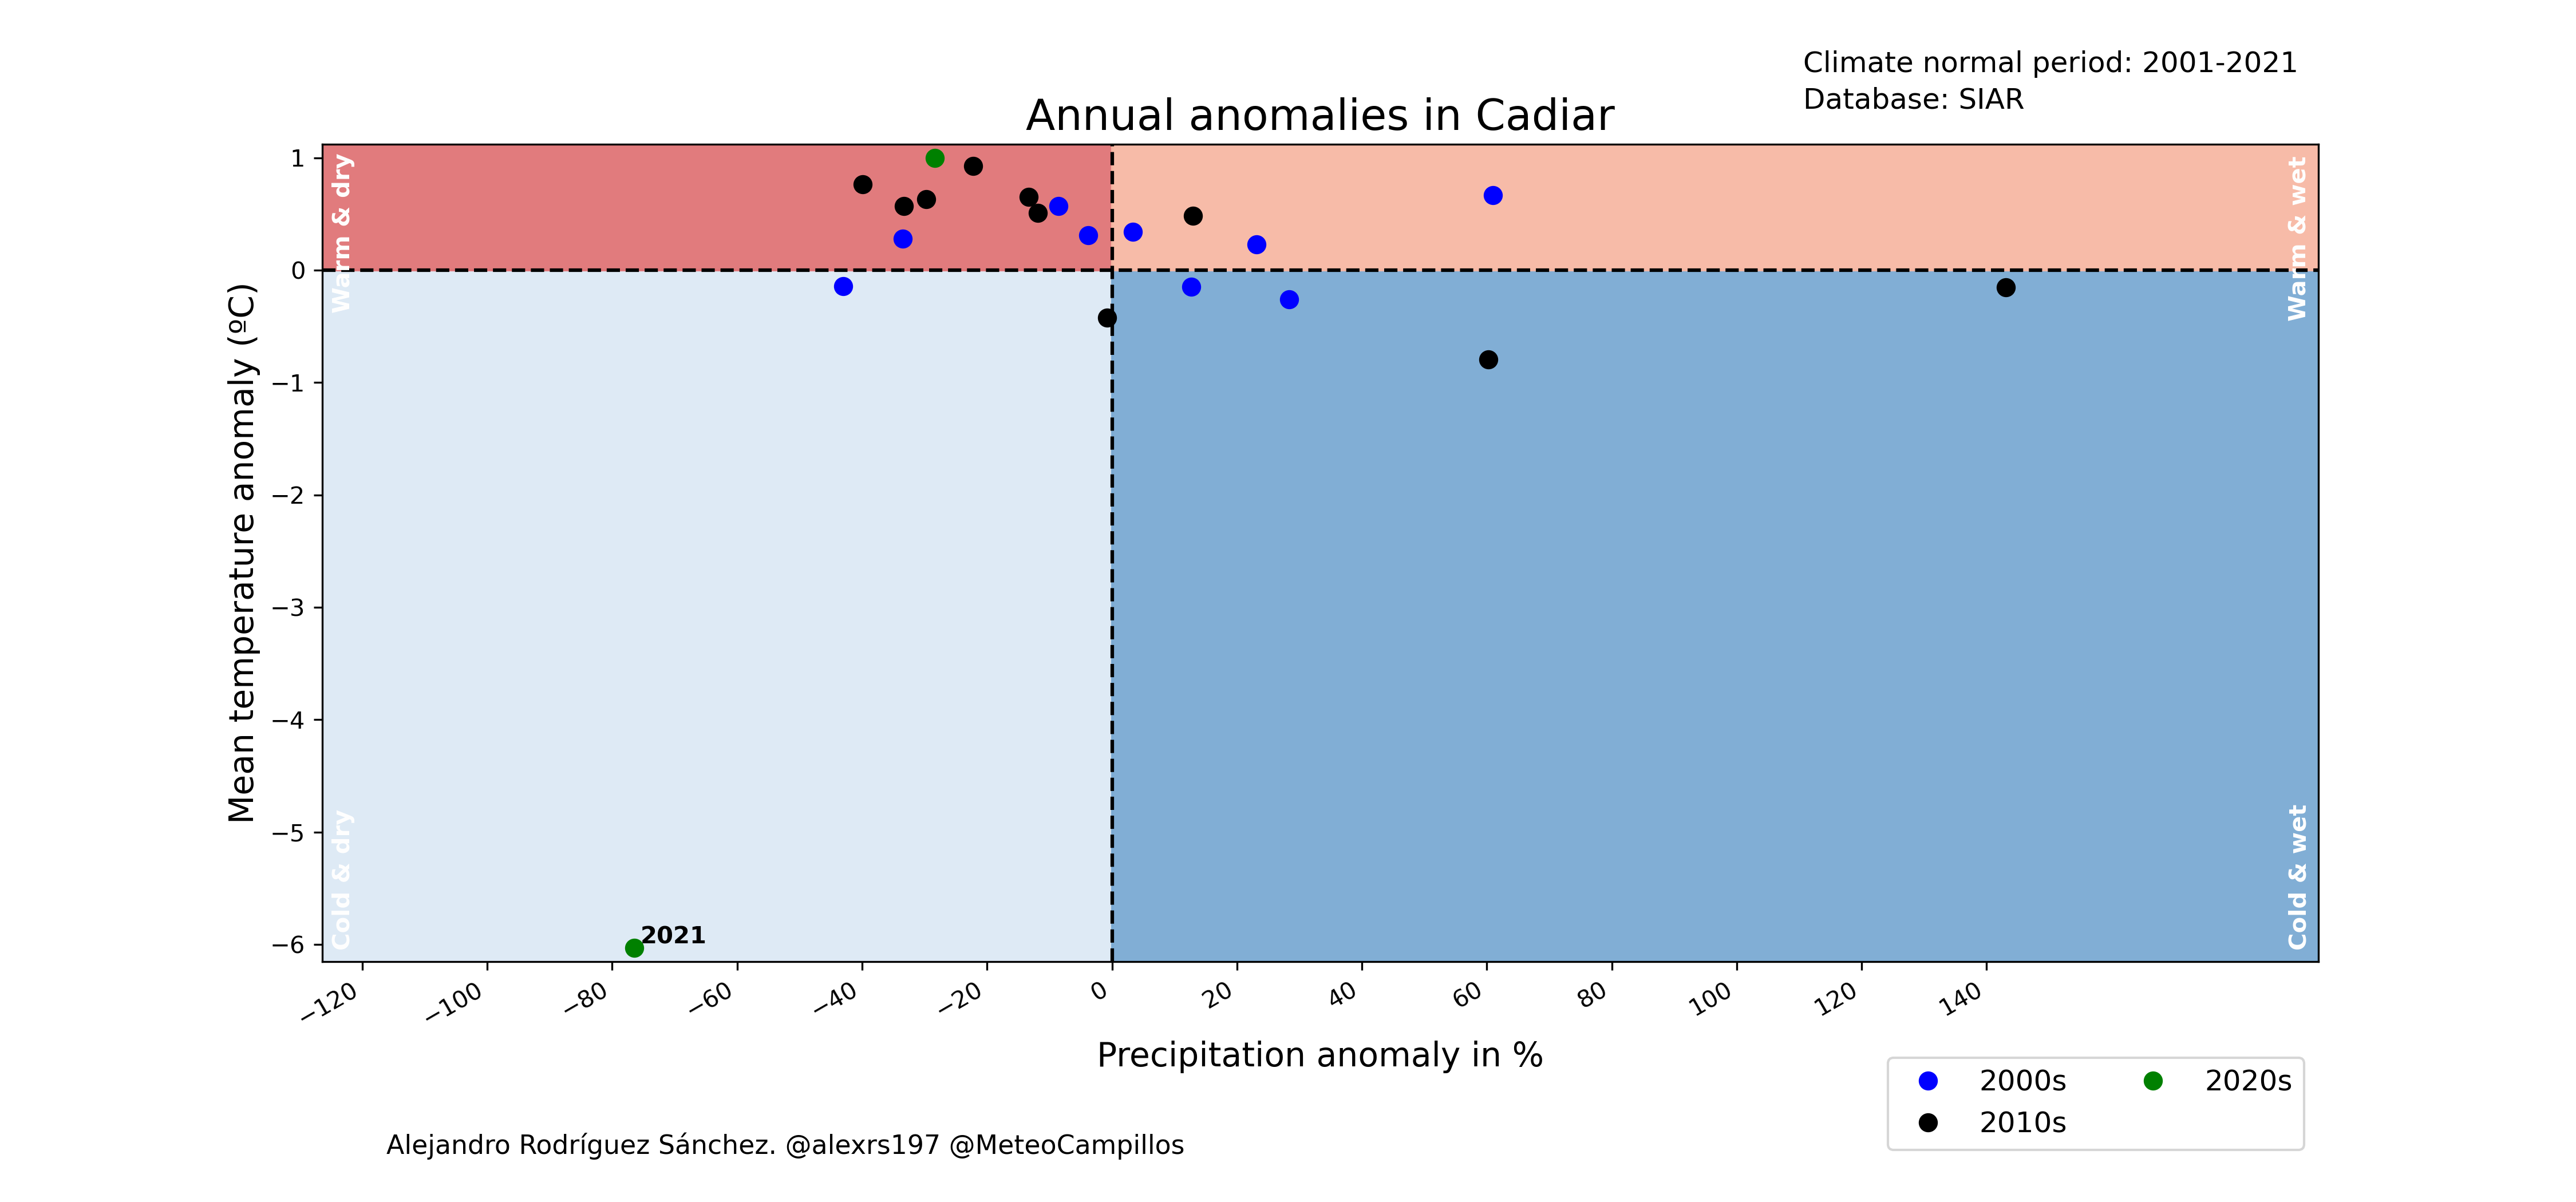 Climate normal period: 2001-2021
Database: SIAR
Annual anomalies in Cadiar
Mean temperature anomaly (ºC)
1
0
−1
−2
−3
−4
−5
−6
Warm & dry
Warm & wet
Cold & dry
Cold & wet
2021
−120
−100
−80
−60
−40
−20
0
20
40
60
80
100
120
140
Precipitation anomaly in %
2000s
2010s
2020s
Alejandro Rodríguez Sánchez. @alexrs197 @MeteoCampillos